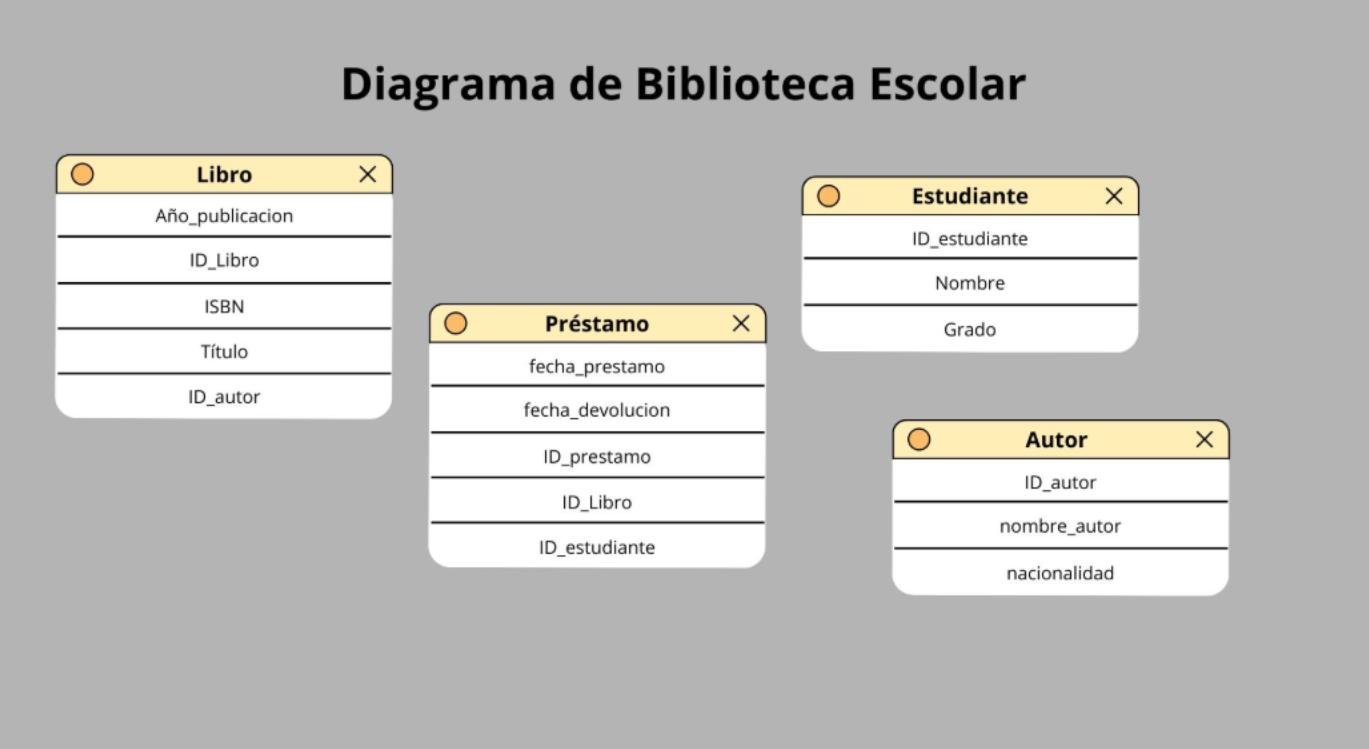 Diagrama de Biblioteca Escolar
Libro
Año_publicacion
ID_Libro
ISBN
Título
ID_autor
Préstamo
fecha_prestamo
fecha_devolucion
ID_prestamo
ID_Libro
ID_estudiante
Estudiante
ID_estudiante
Nombre
Grado
Autor
ID_autor
nombre_autor
nacionalidad